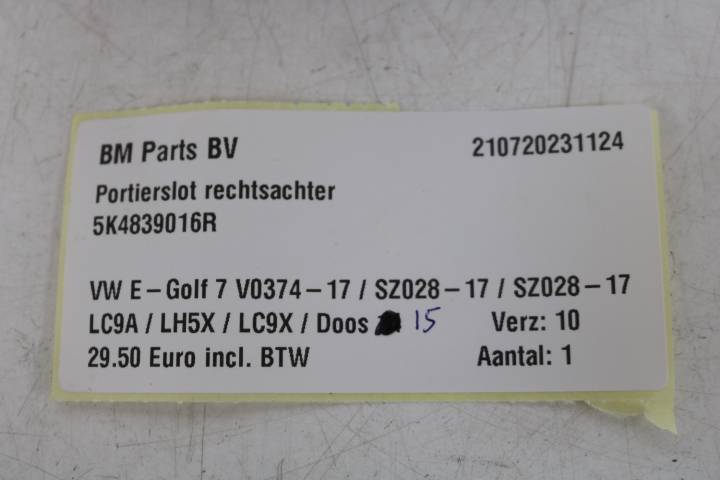 BM Parts BV 210720231124
Portierslot rechtsachter
5K4839016R
VW E-Golf 7 V0374-17 / SZ028-17 / SZ028-17
LC9A / LH5X / LC9X / Doos 15 Verz: 10
29.50 Euro incl. BTW Aantal: 1